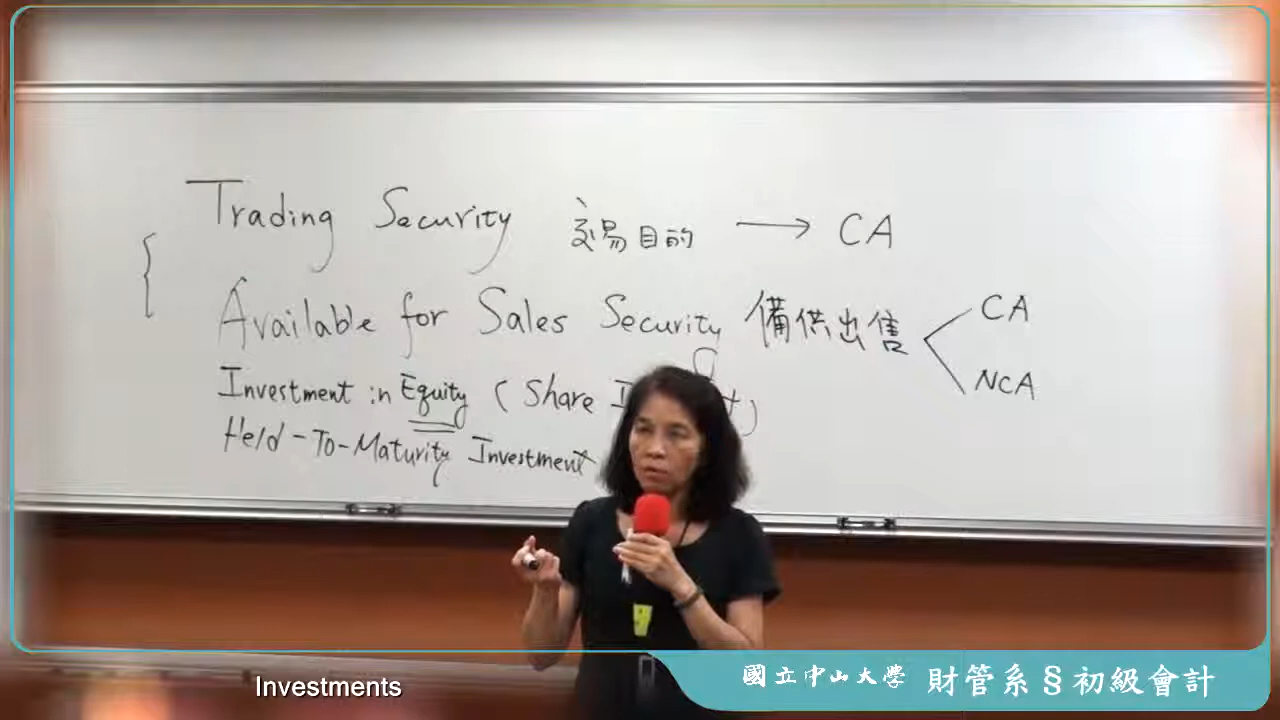 Trading Security 交易目的 → CA
Available for Sales Security 備供出售 CA
NCA
Investment in Equity (Share
Held-To-Maturity Investment
Investments
國立中山大學 財管系§初級會計